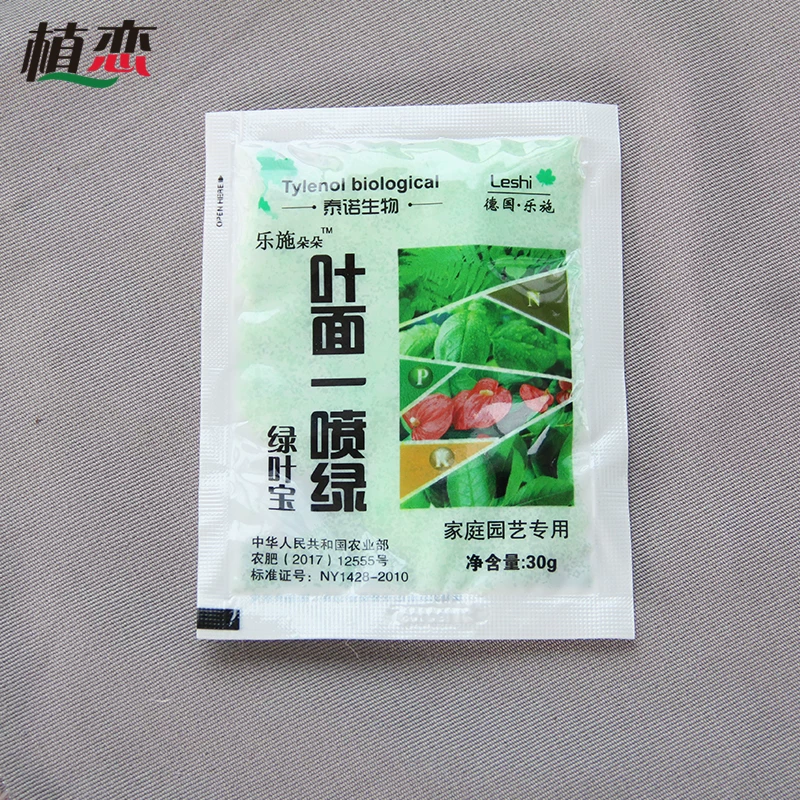 植恋
OPEN HERE
Tylenol biological
泰诺生物
Leshi
德国·乐施
乐施朵朵™
叶面一喷绿
绿叶宝
N
P
K
家庭园艺专用
中华人民共和国农业部
农肥(2017)12555号
标准证号:NY1428-2010
净含量:30g